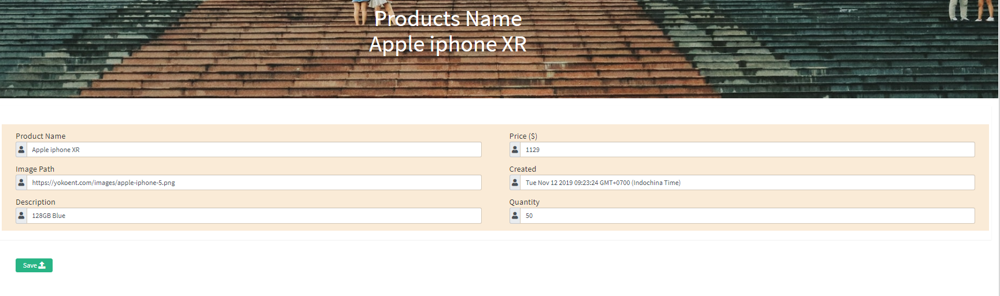 Products Name
Apple iphone XR
Product Name
Apple iphone XR
Price ($)
1129
Image Path
https://yokoent.com/images/apple-iphone-5.png
Created
Tue Nov 12 2019 09:23:24 GMT+0700 (Indochina Time)
Description
128GB Blue
Quantity
50
Save